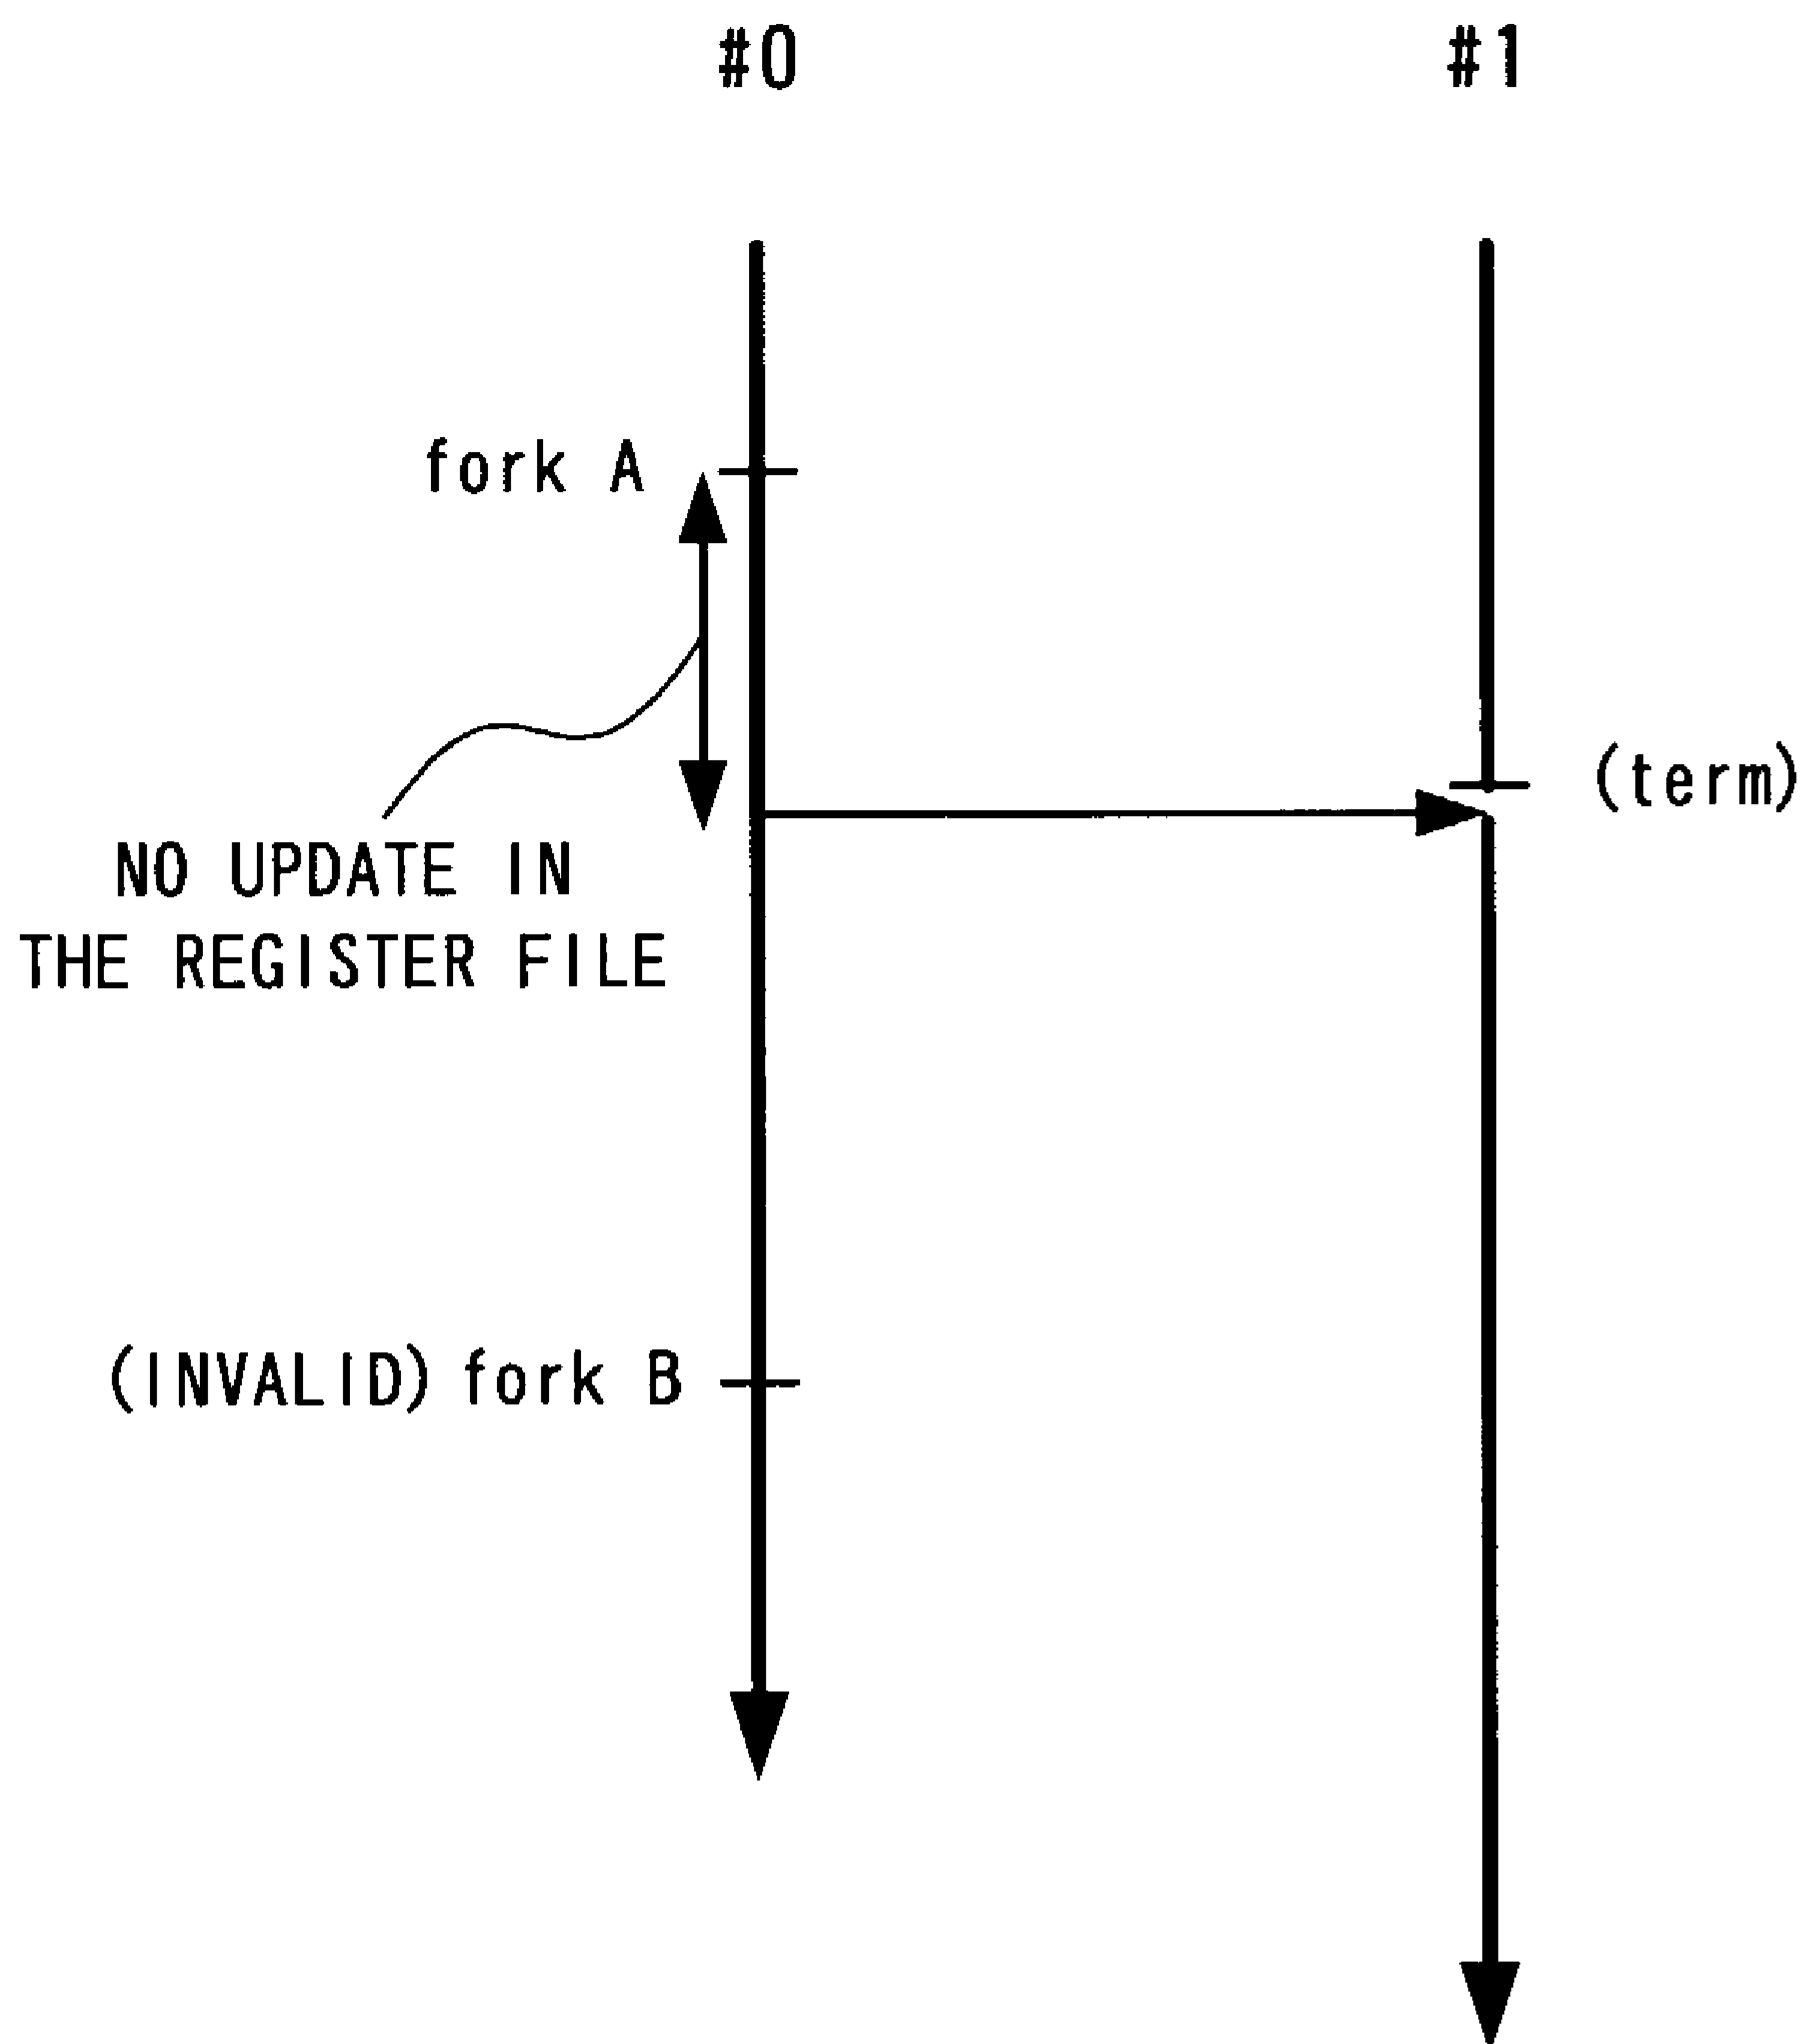 #0
#1
fork A
(term)
NO UPDATE IN
THE REGISTER FILE
(INVALID) fork B